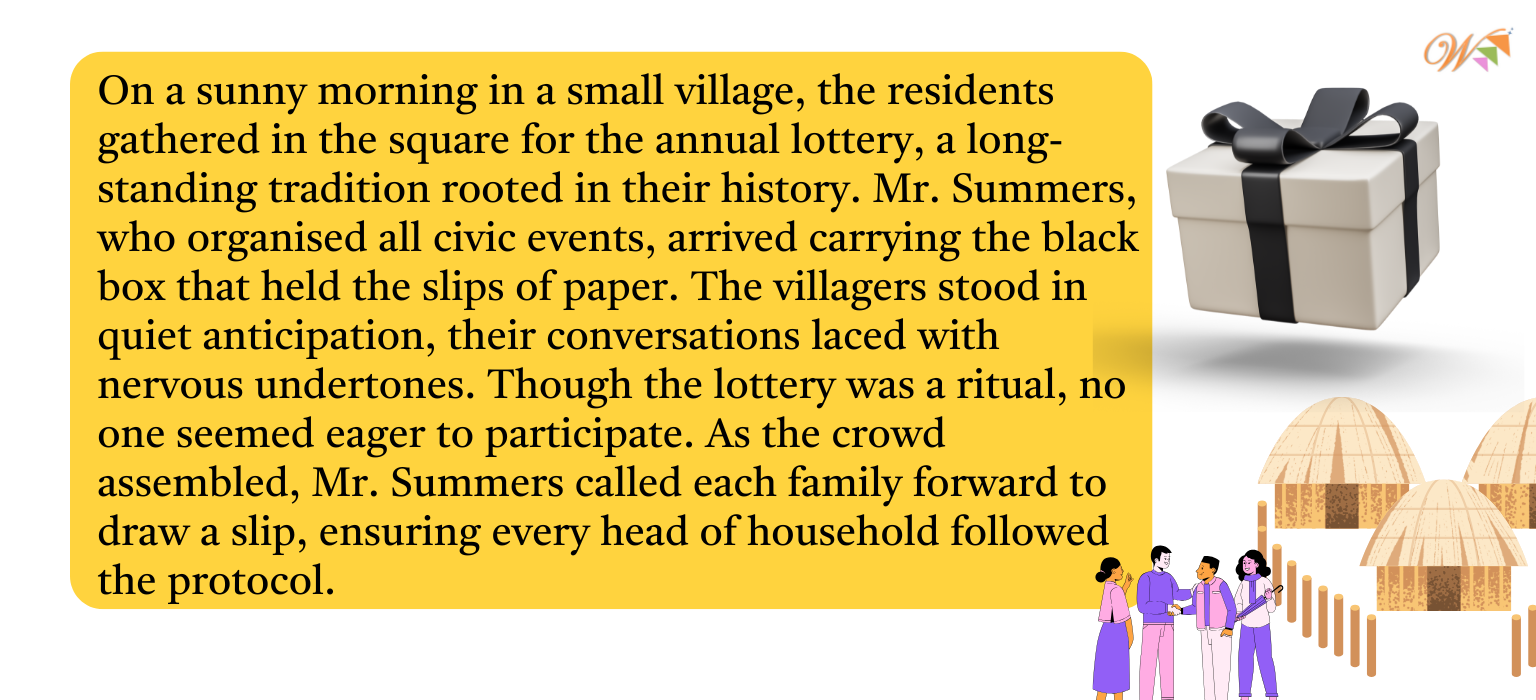 On a sunny morning in a small village, the residents
gathered in the square for the annual lottery, a long-
standing tradition rooted in their history. Mr. Summers,
who organised all civic events, arrived carrying the black
box that held the slips of paper. The villagers stood in
quiet anticipation, their conversations laced with
nervous undertones. Though the lottery was a ritual, no
one seemed eager to participate. As the crowd
assembled, Mr. Summers called each family forward to
draw a slip, ensuring every head of household followed
the protocol.
W